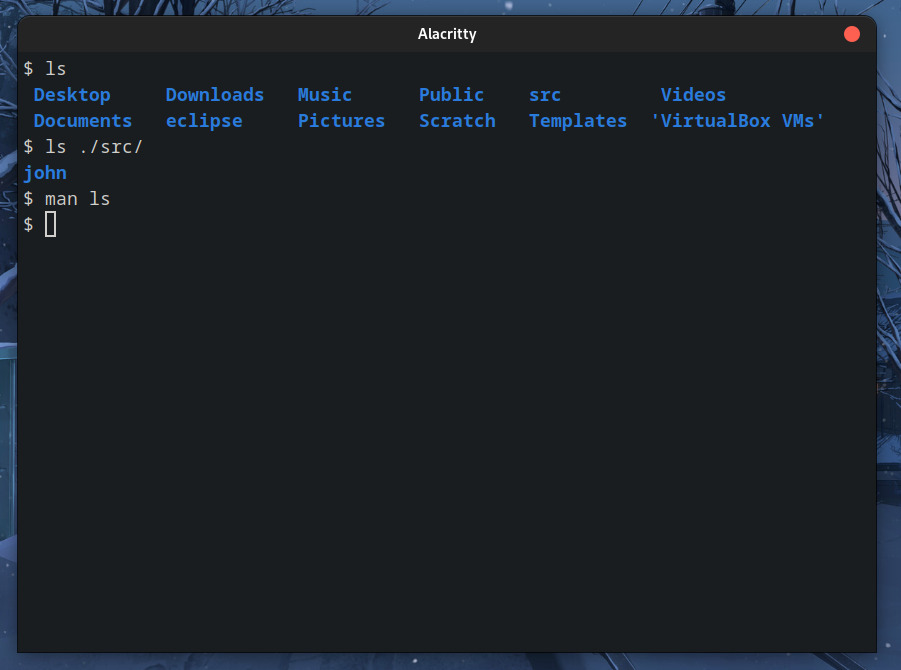 Alacritty
$ ls
Desktop Downloads Music Public src Videos
Documents eclipse Pictures Scratch Templates 'VirtualBox VMs'
$ ls ./src/
john
$ man ls
$